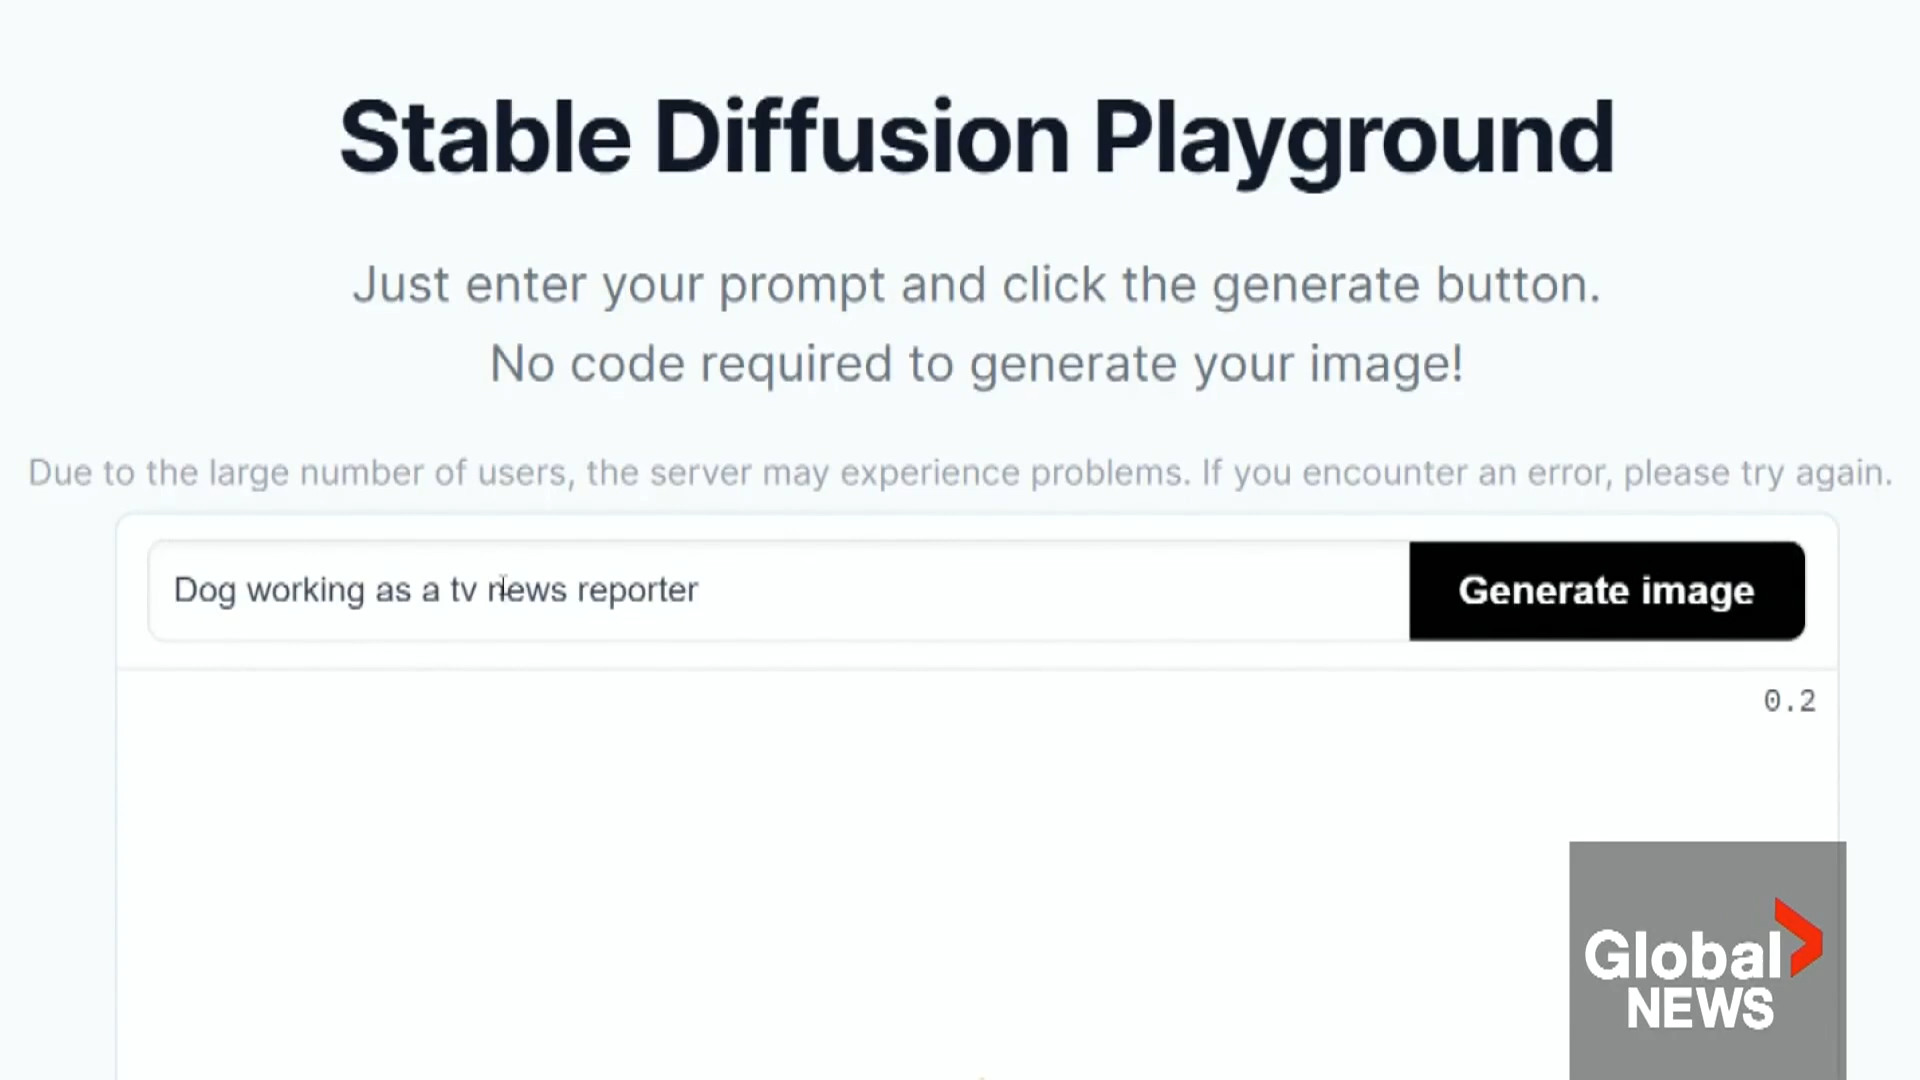 Stable Diffusion Playground
Just enter your prompt and click the generate button.
No code required to generate your image!
Due to the large number of users, the server may experience problems. If you encounter an error, please try again.
Dog working as a tv news reporter
Generate image
0.2
Global
NEWS